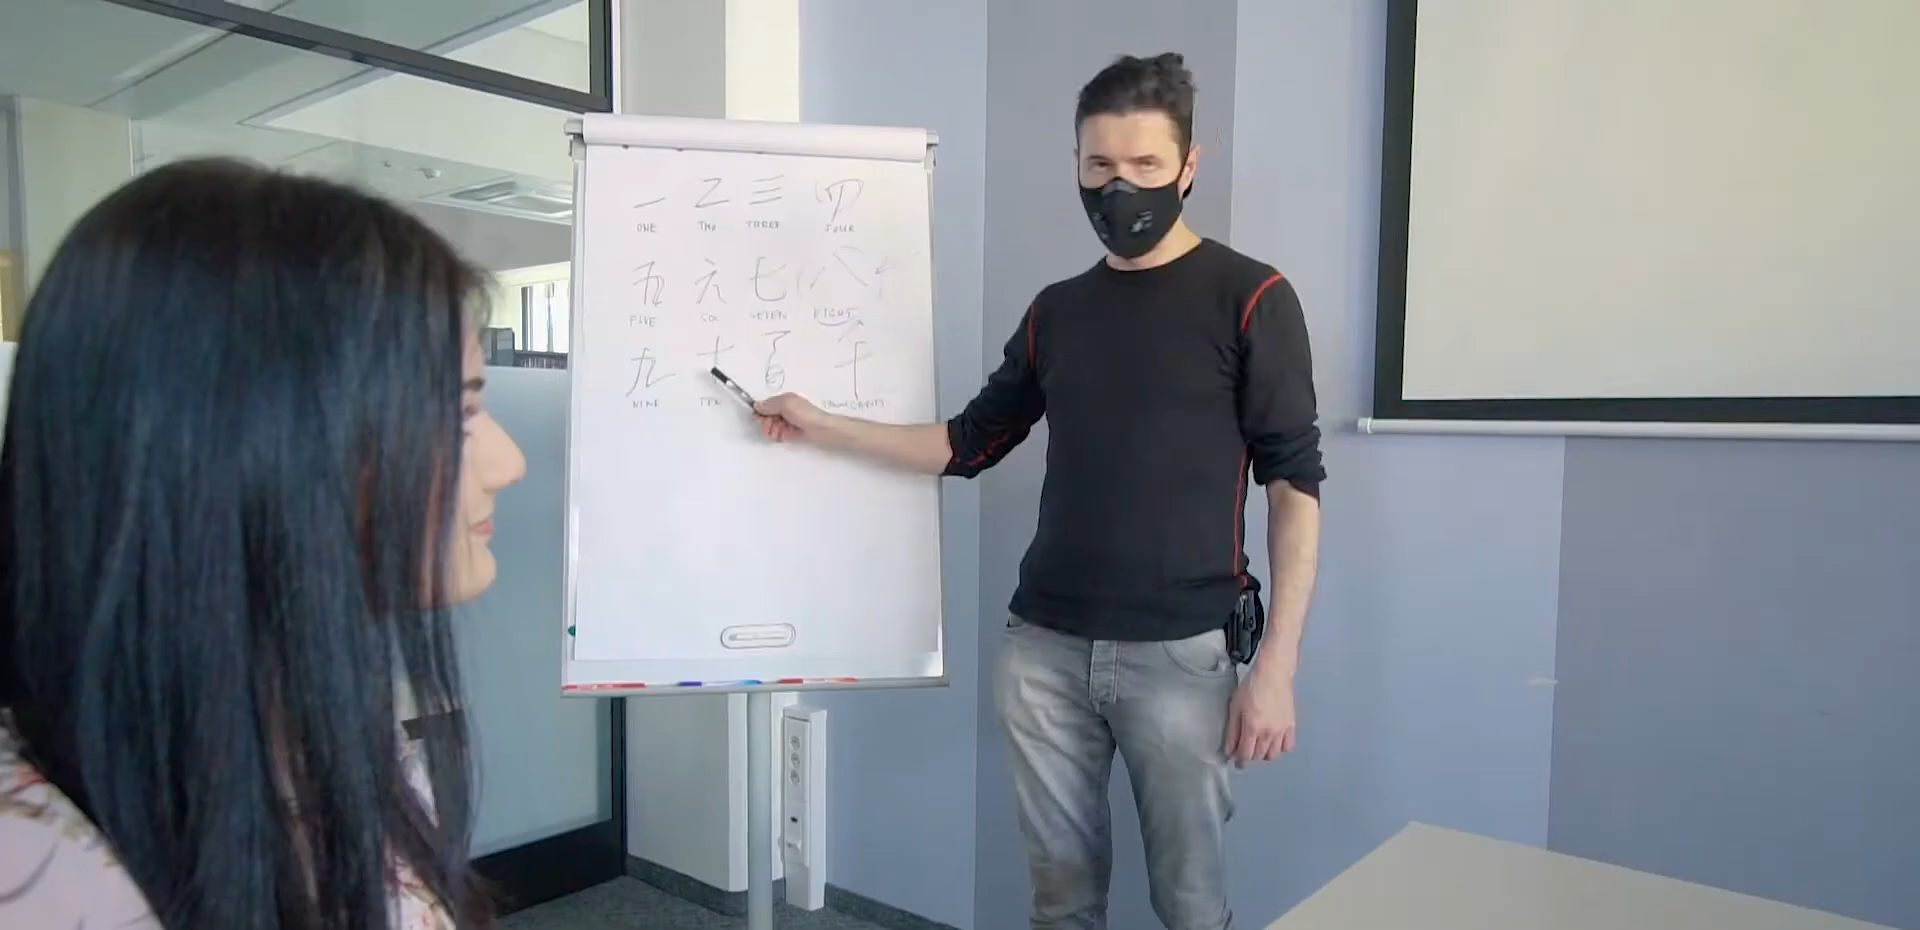 一 二 三 四
ONE TWO THREE FOUR
五 六 七 八
FIVE SIX SEVEN EIGHT
九 十 百 千
NINE TEN THOUSAND